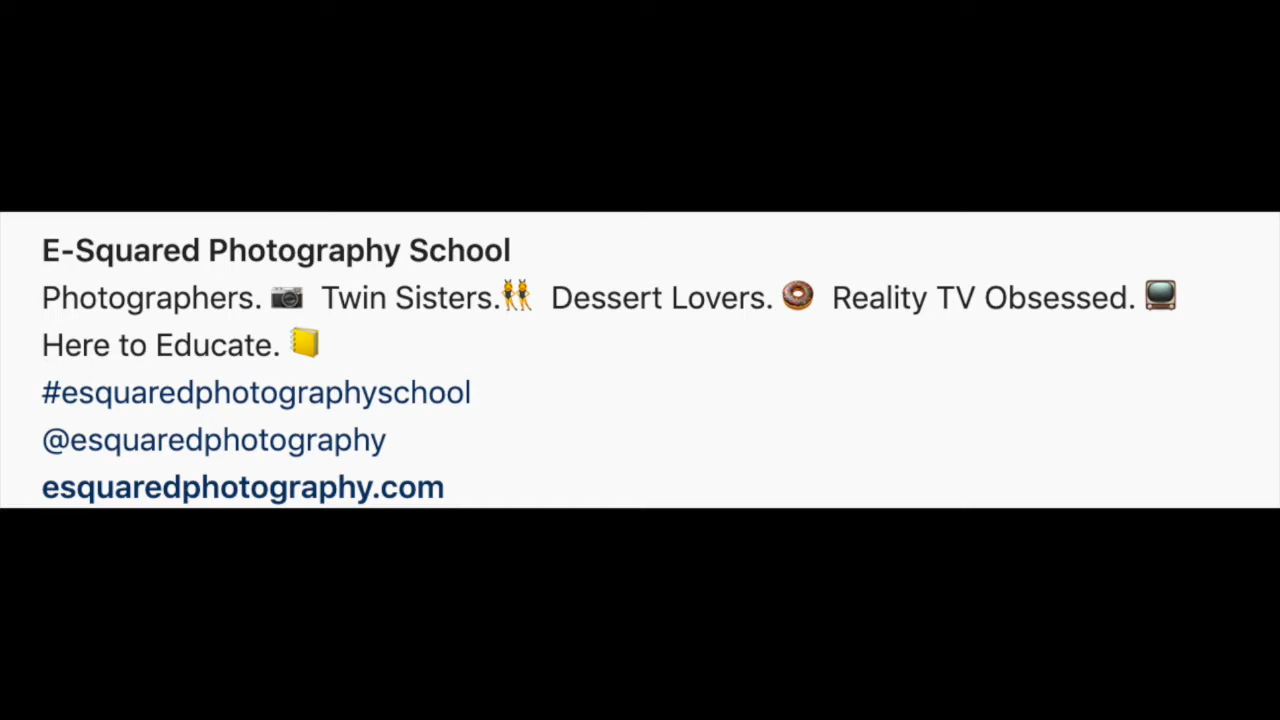 E-Squared Photography School
Photographers. 📷 Twin Sisters.👯 Dessert Lovers. 🍩 Reality TV Obsessed. 📺
Here to Educate. 📒
#esquaredphotographyschool
@esquaredphotography
esquaredphotography.com